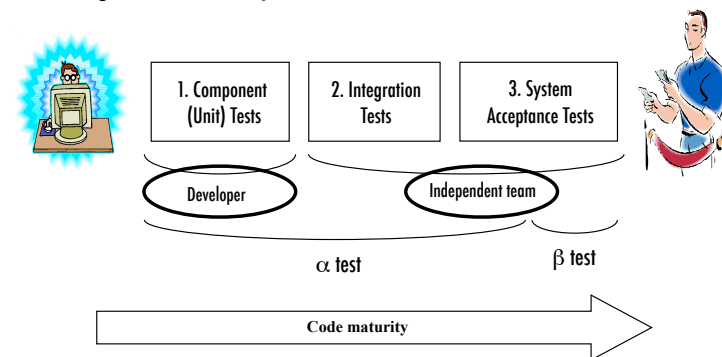 1. Component
(Unit) Tests
2. Integration
Tests
3. System
Acceptance Tests
Developer
Independent team
α test
β test
Code maturity